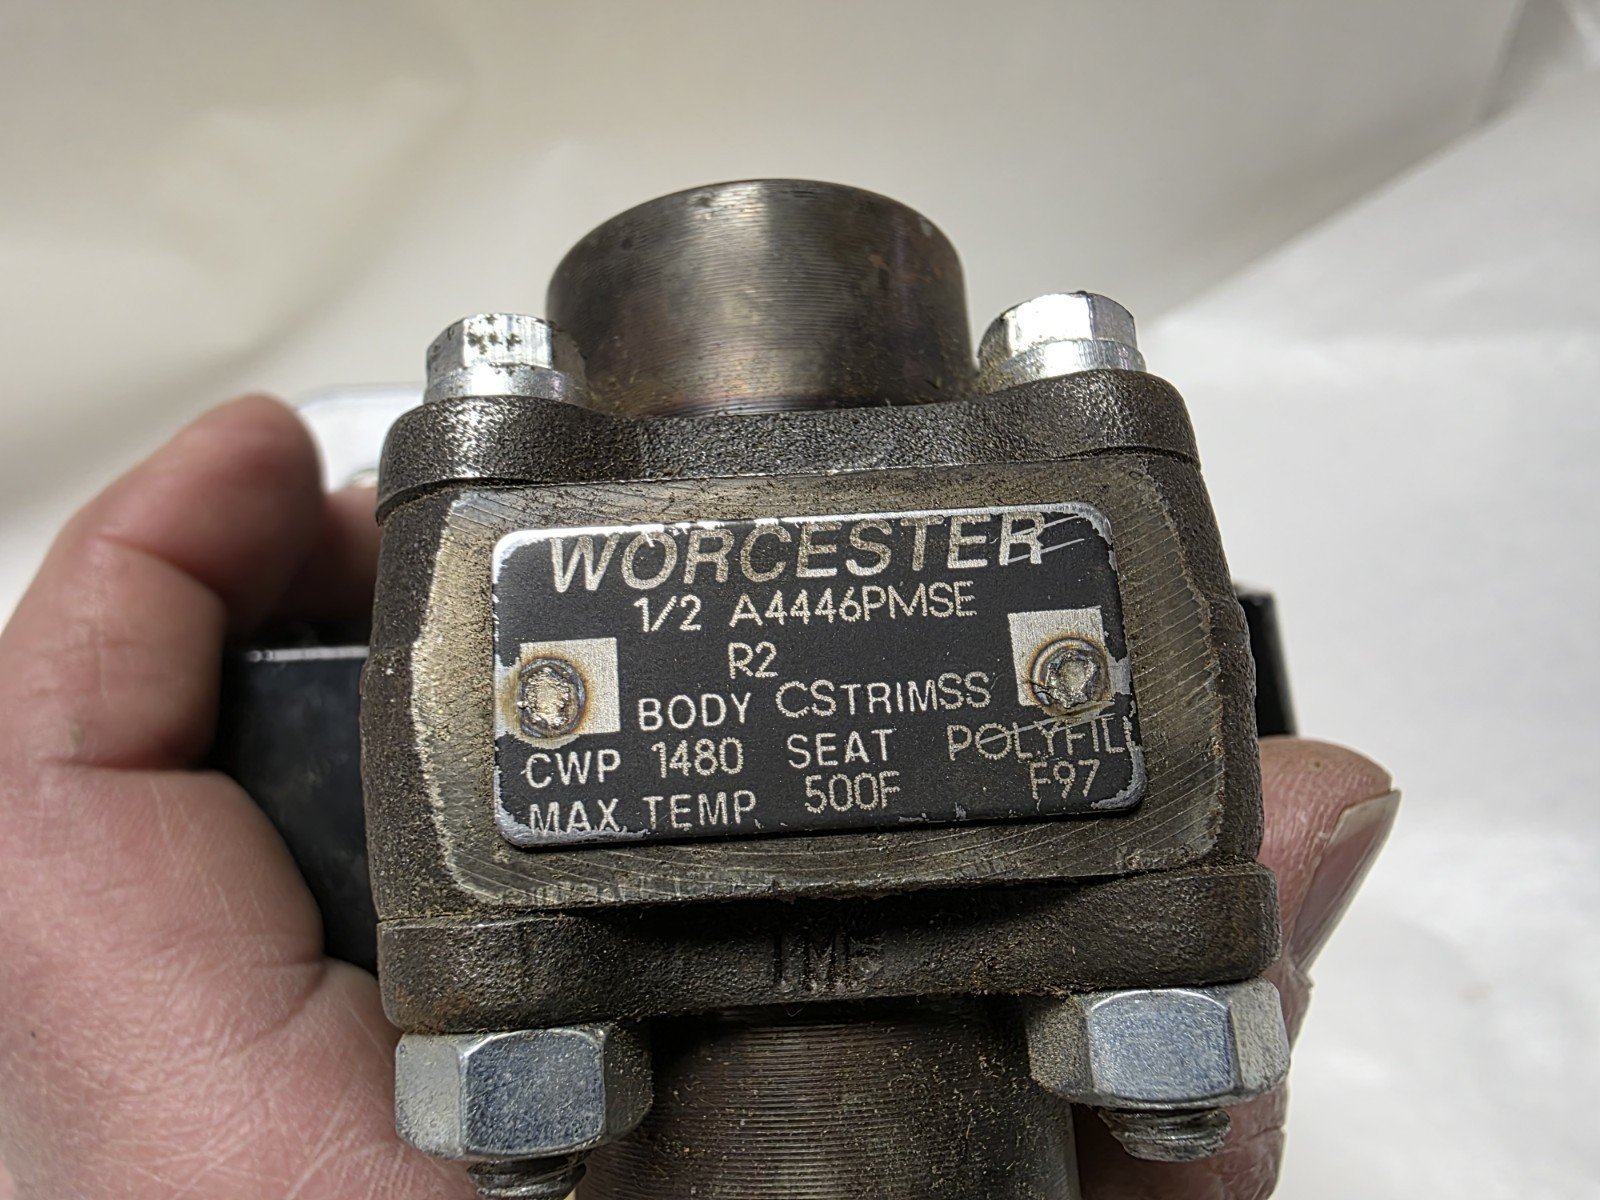 WORCESTER
1/2 A4446PMSE
R2
BODY CSTRIMSS
CWP 1480 SEAT POLYFILL
MAX. TEMP. 500F F97